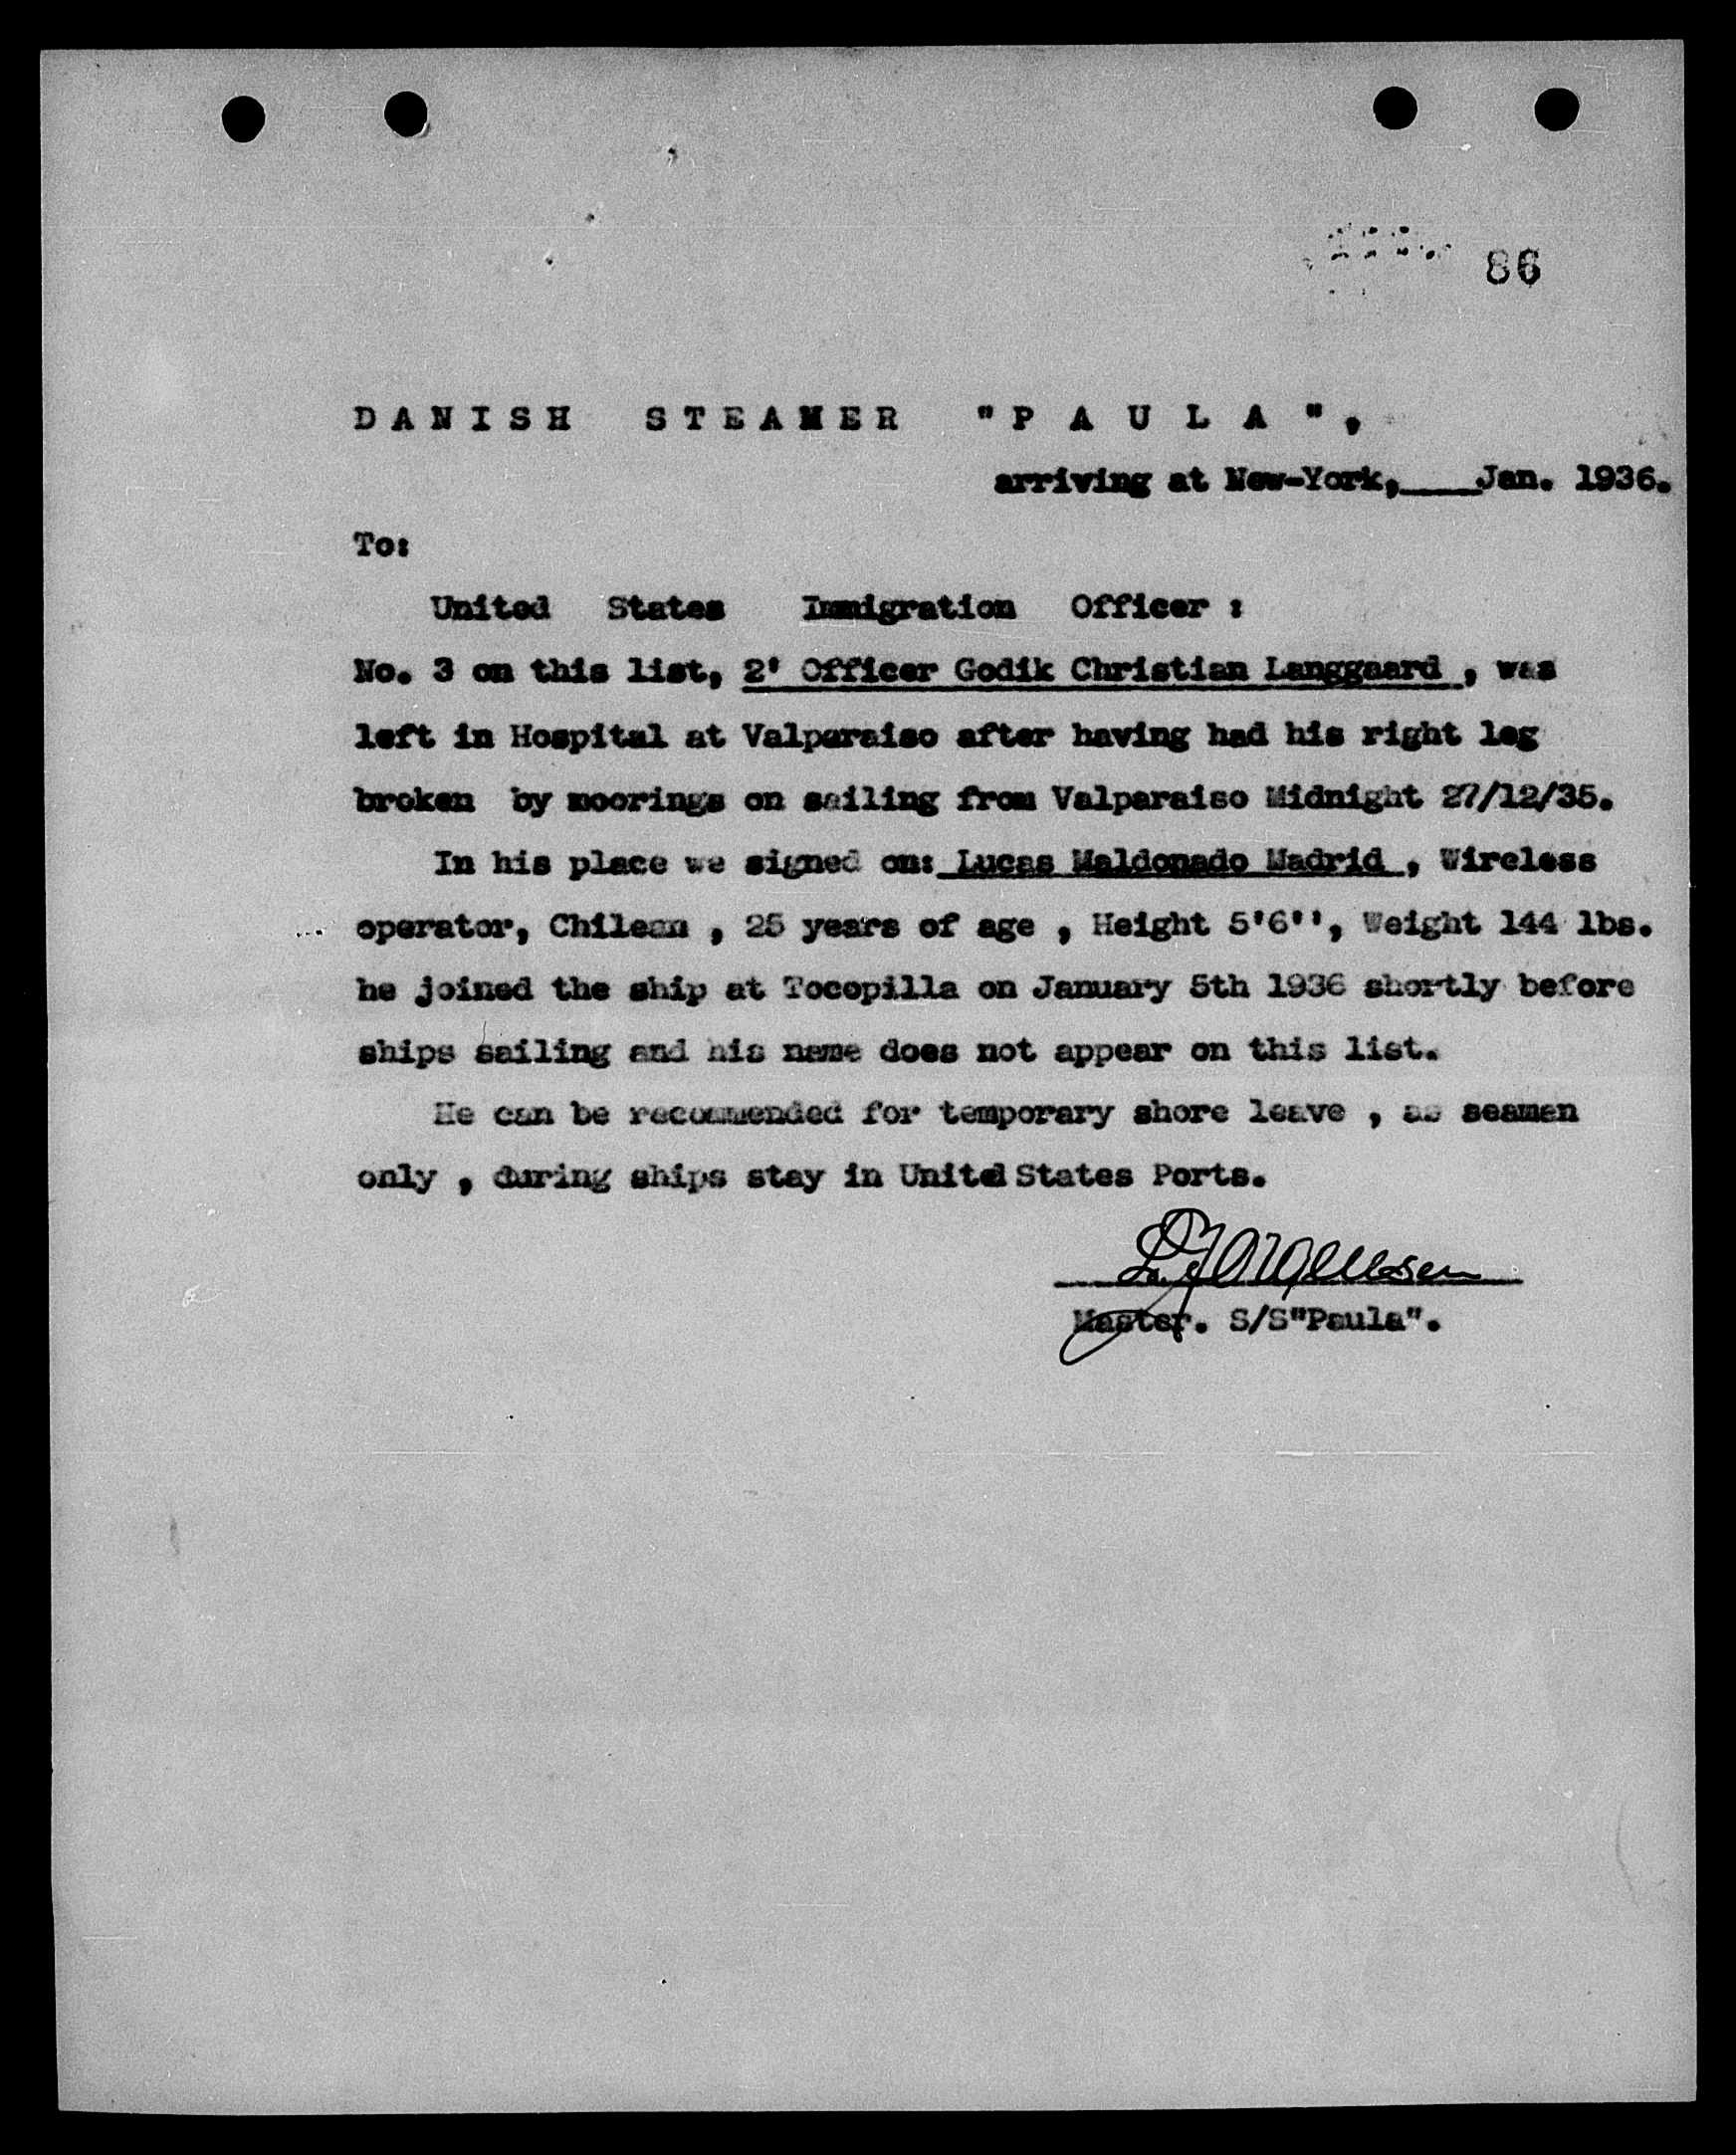 86
DANISH STEAMER "PAULA",
arriving at New-York,____Jan. 1936.
To:
United States Immigration Officer :
No. 3 on this list, 2' Officer Godik Christian Langgaard , was
left in Hospital at Valparaiso after having had his right leg
broken by moorings on sailing from Valparaiso Midnight 27/12/35.
In his place we signed on: Lucas Maldonado Madrid , Wireless
operator, Chilean , 25 years of age , Height 5'6'', Weight 144 lbs.
he joined the ship at Tocopilla on January 5th 1936 shortly before
ships sailing and his name does not appear on this list.
He can be recommended for temporary shore leave , as seamen
only , during ships stay in United States Ports.
Master. S/S"Paula".